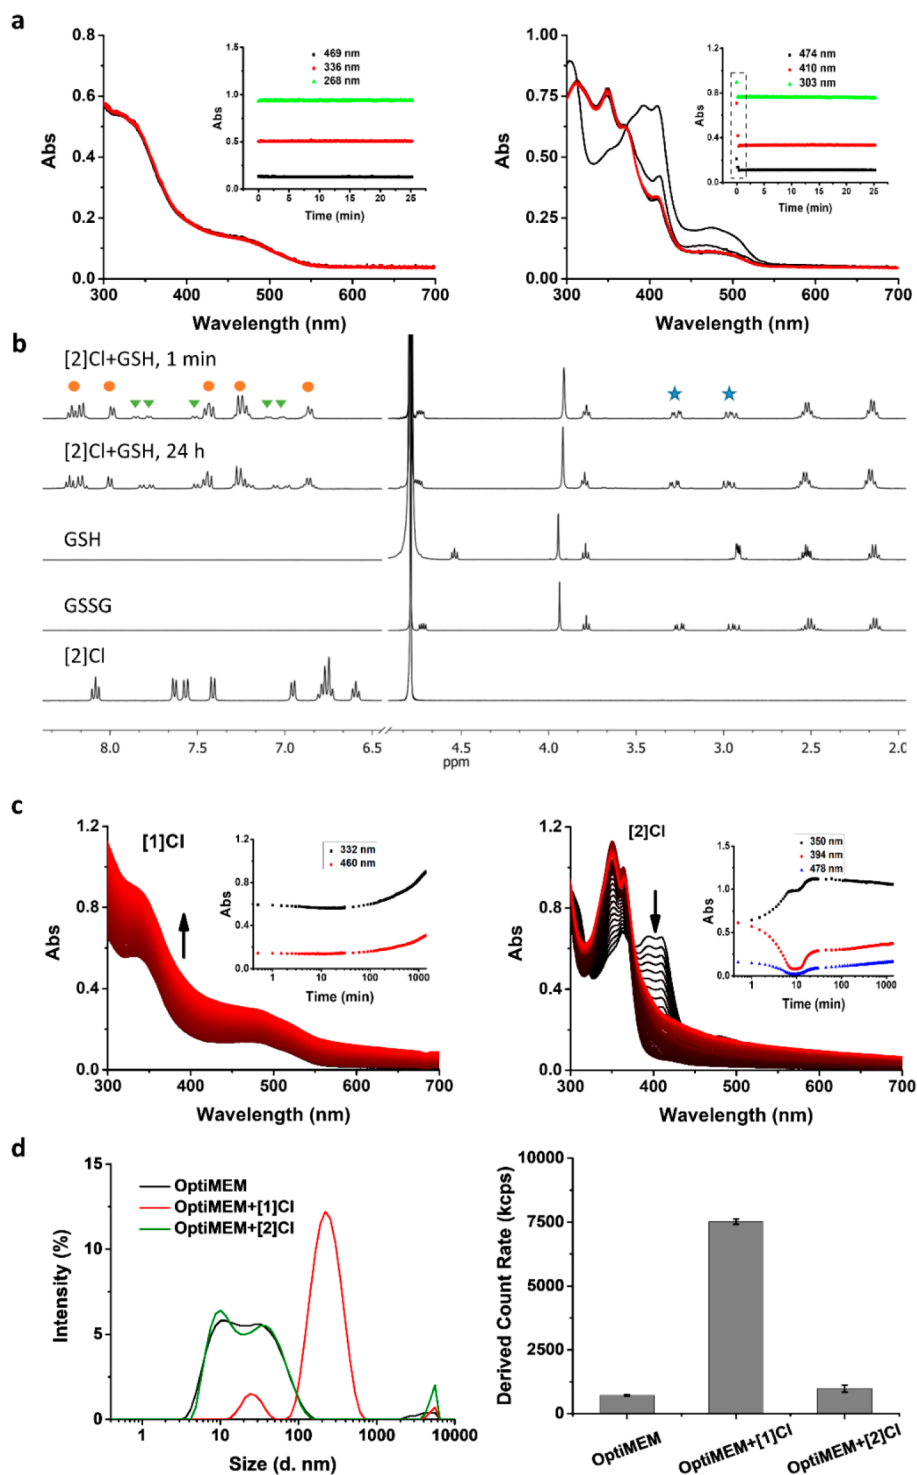 a
Abs
0.8
0.6
0.4
0.2
0.0
300 400 500 600 700
Wavelength (nm)
Abs
1.5
1.0
0.5
0.0
469 nm
336 nm
268 nm
0 5 10 15 20 25
Time (min)
Abs
1.00
0.75
0.50
0.25
0.00
300 400 500 600 700
Wavelength (nm)
Abs
1.2
0.8
0.4
0.0
474 nm
410 nm
303 nm
0 5 10 15 20 25
Time (min)
b
[2]Cl+GSH, 1 min
[2]Cl+GSH, 24 h
GSH
GSSG
[2]Cl
8.0 7.5 7.0 6.5 4.5 4.0 3.5 3.0 2.5 2.0
ppm
c
[1]Cl
Abs
1.2
0.8
0.4
0.0
300 400 500 600 700
Wavelength (nm)
Abs
1.5
1.0
0.5
0.0
332 nm
460 nm
1 10 100 1000
Time (min)
[2]Cl
Abs
1.2
0.8
0.4
0.0
300 400 500 600 700
Wavelength (nm)
Abs
1.5
1.0
0.5
0.0
350 nm
394 nm
478 nm
1 10 100 1000
Time (min)
d
Intensity (%)
15
10
5
0
OptiMEM
OptiMEM+[1]Cl
OptiMEM+[2]Cl
1 10 100 1000 10000
Size (d. nm)
Derived Count Rate (kcps)
10000
7500
5000
2500
0
OptiMEM
OptiMEM+[1]Cl
OptiMEM+[2]Cl